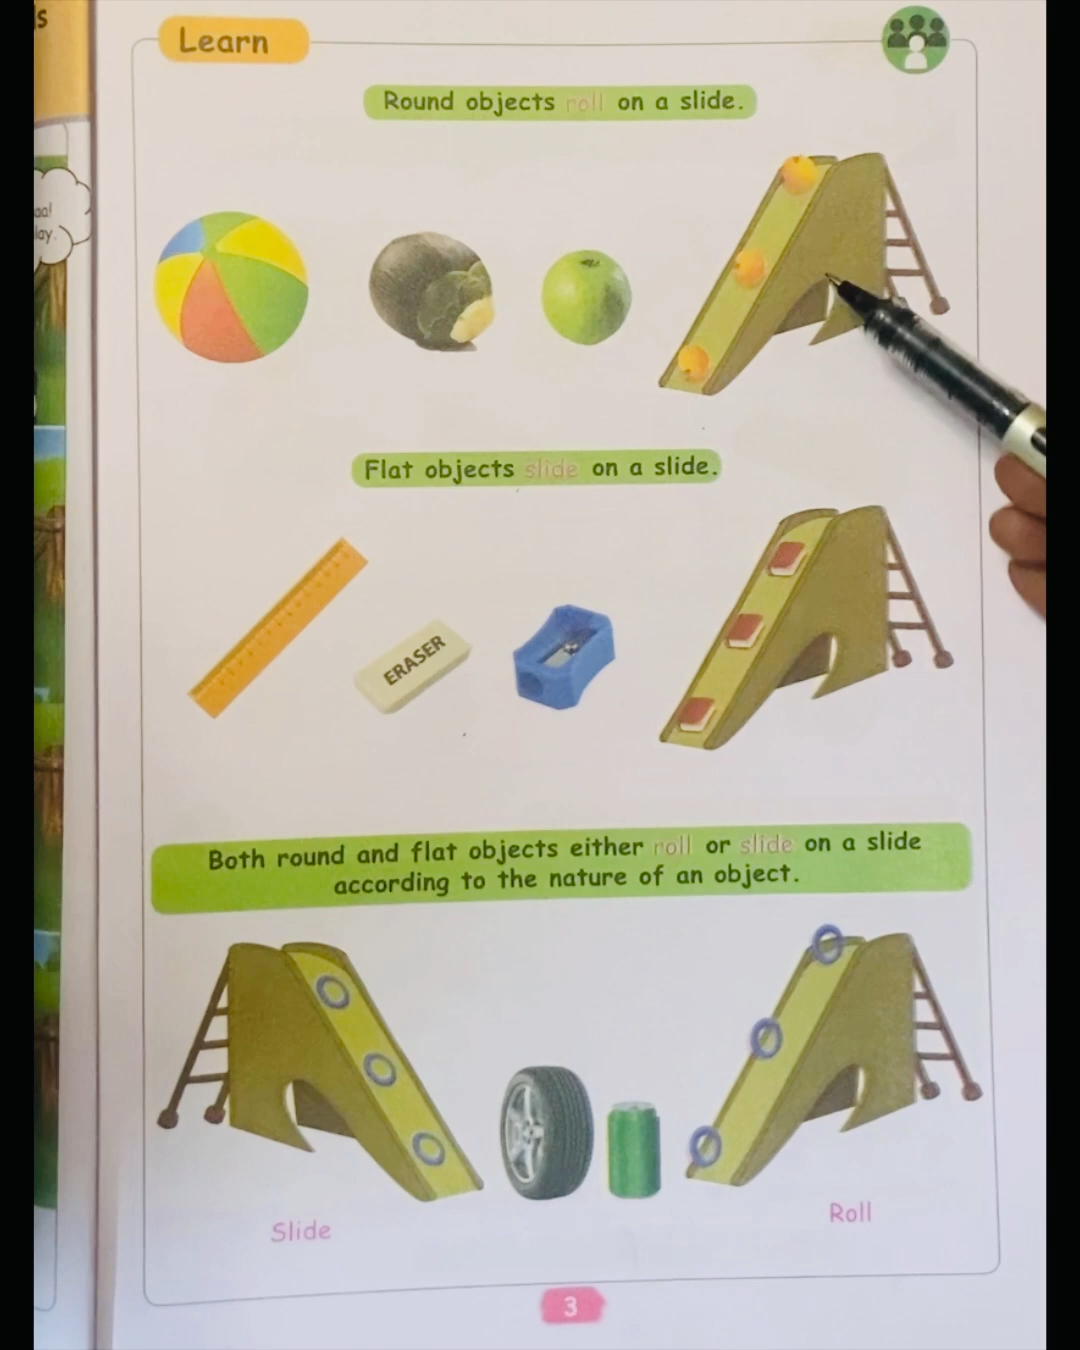 s
Learn
Round objects roll on a slide.
lay.
Flat objects slide on a slide.
ERASER
Both round and flat objects either roll or slide on a slide
according to the nature of an object.
Slide
Roll
3